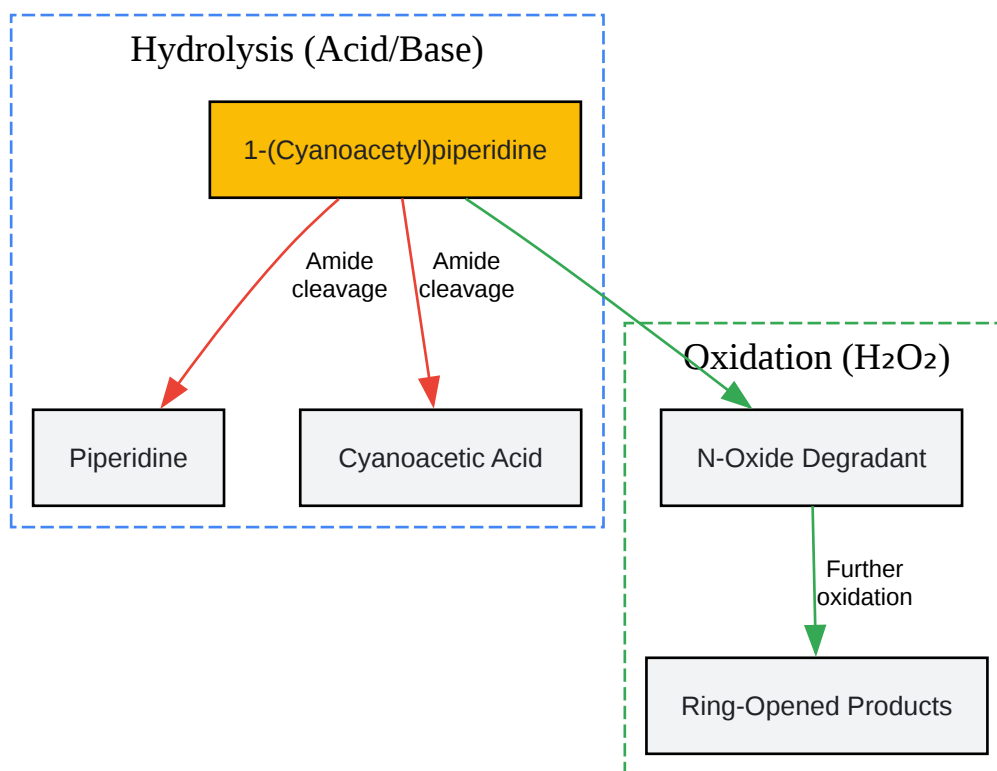 Hydrolysis (Acid/Base)
1-(Cyanoacetyl)piperidine
Amide
cleavage
Amide
cleavage
Oxidation (H₂O₂)
Piperidine
Cyanoacetic Acid
N-Oxide Degradant
Further
oxidation
Ring-Opened Products